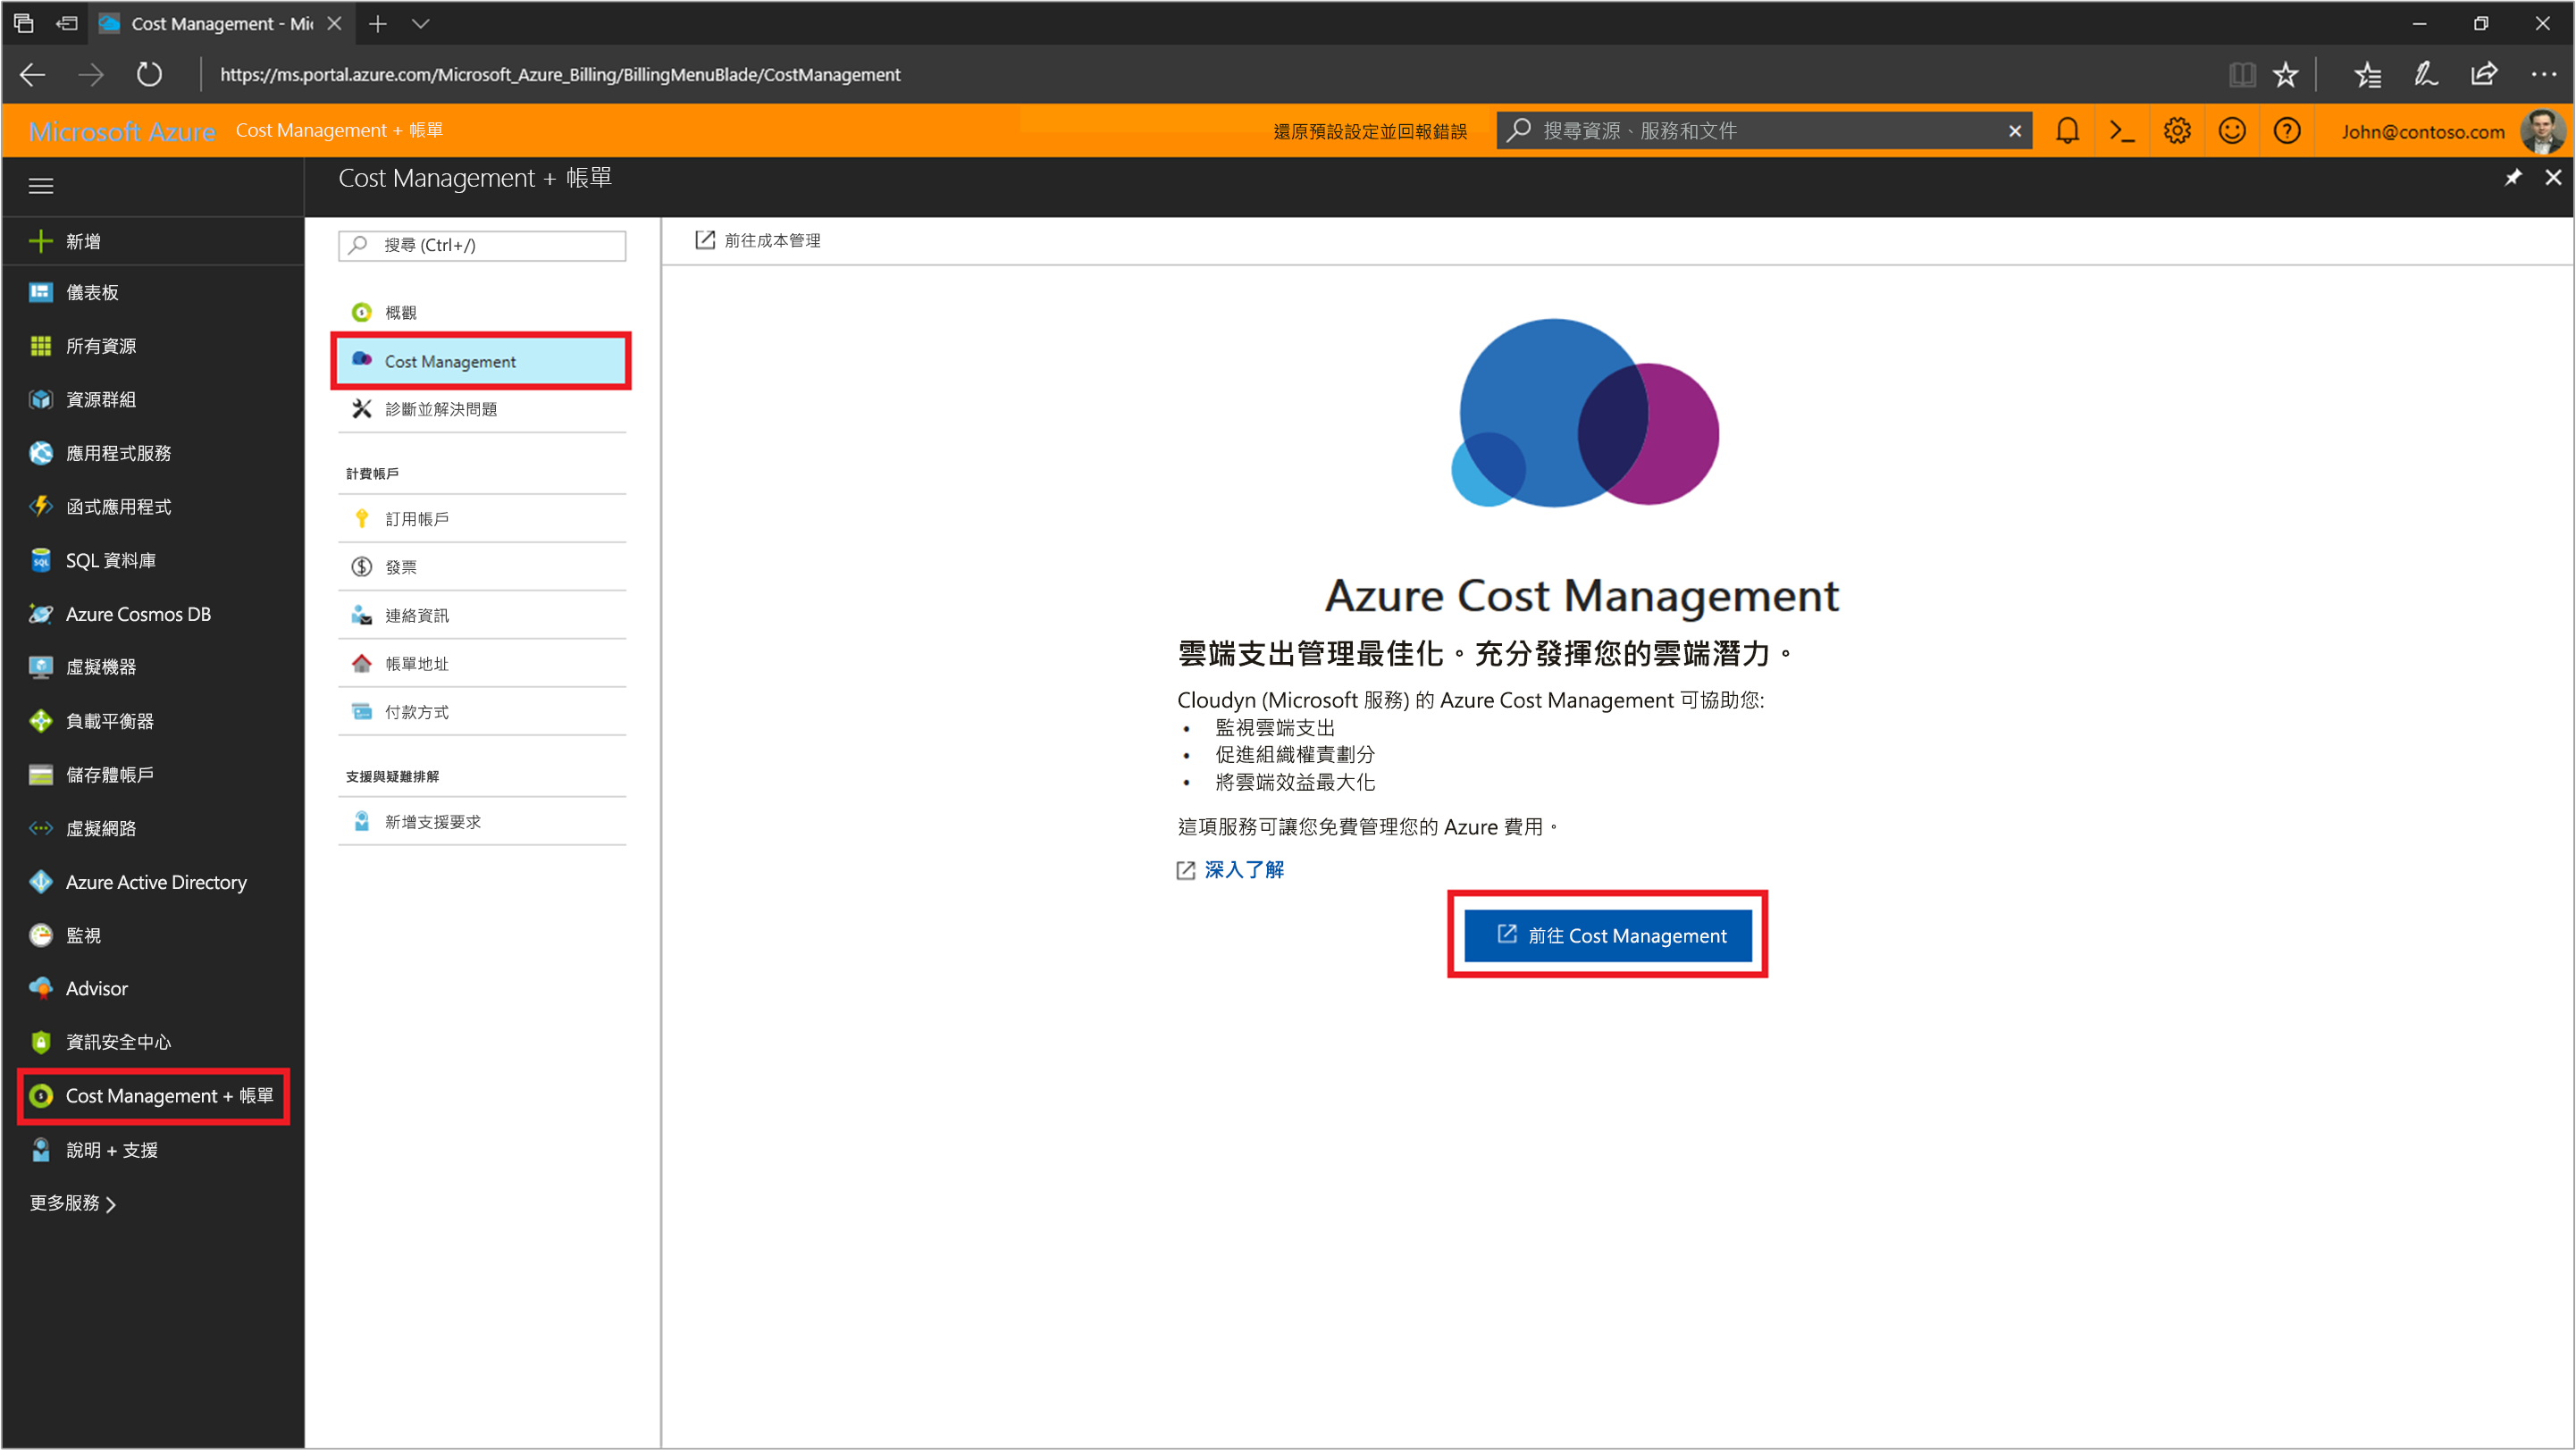 Cost Management - Mic
https://ms.portal.azure.com/Microsoft_Azure_Billing/BillingMenuBlade/CostManagement
Microsoft Azure
Cost Management + 帳單
還原預設設定並回報錯誤
搜尋資源、服務和文件
John@contoso.com
Cost Management + 帳單
新增
儀表板
所有資源
資源群組
應用程式服務
函式應用程式
SQL 資料庫
Azure Cosmos DB
虛擬機器
負載平衡器
儲存體帳戶
虛擬網路
Azure Active Directory
監視
Advisor
資訊安全中心
Cost Management + 帳單
說明 + 支援
更多服務
搜尋 (Ctrl+/)
概觀
Cost Management
診斷並解決問題
計費帳戶
訂用帳戶
發票
連絡資訊
帳單地址
付款方式
支援與疑難排解
新增支援要求
前往成本管理
Azure Cost Management
雲端支出管理最佳化。充分發揮您的雲端潛力。
Cloudyn (Microsoft 服務) 的 Azure Cost Management 可協助您:
• 監視雲端支出
• 促進組織權責劃分
• 將雲端效益最大化
這項服務可讓您免費管理您的 Azure 費用。
深入了解
前往 Cost Management